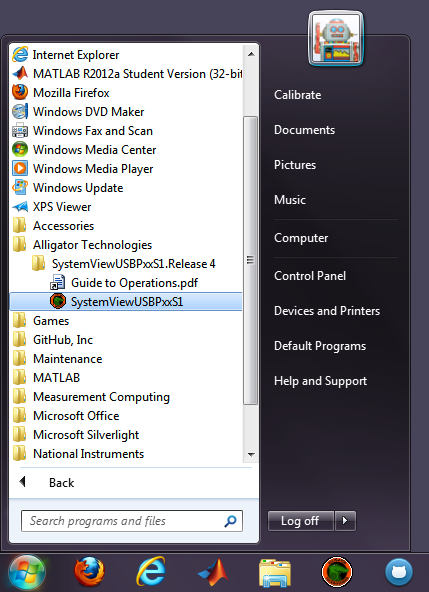 Internet Explorer
MATLAB R2012a Student Version (32-bit
Mozilla Firefox
Windows DVD Maker
Windows Fax and Scan
Windows Media Center
Windows Media Player
Windows Update
XPS Viewer
Accessories
Alligator Technologies
SystemViewUSBPxxS1.Release 4
Guide to Operations.pdf
SystemViewUSBPxxS1
Games
GitHub, Inc
Maintenance
MATLAB
Measurement Computing
Microsoft Office
Microsoft Silverlight
National Instruments
Back
Search programs and files
Calibrate
Documents
Pictures
Music
Computer
Control Panel
Devices and Printers
Default Programs
Help and Support
Log off